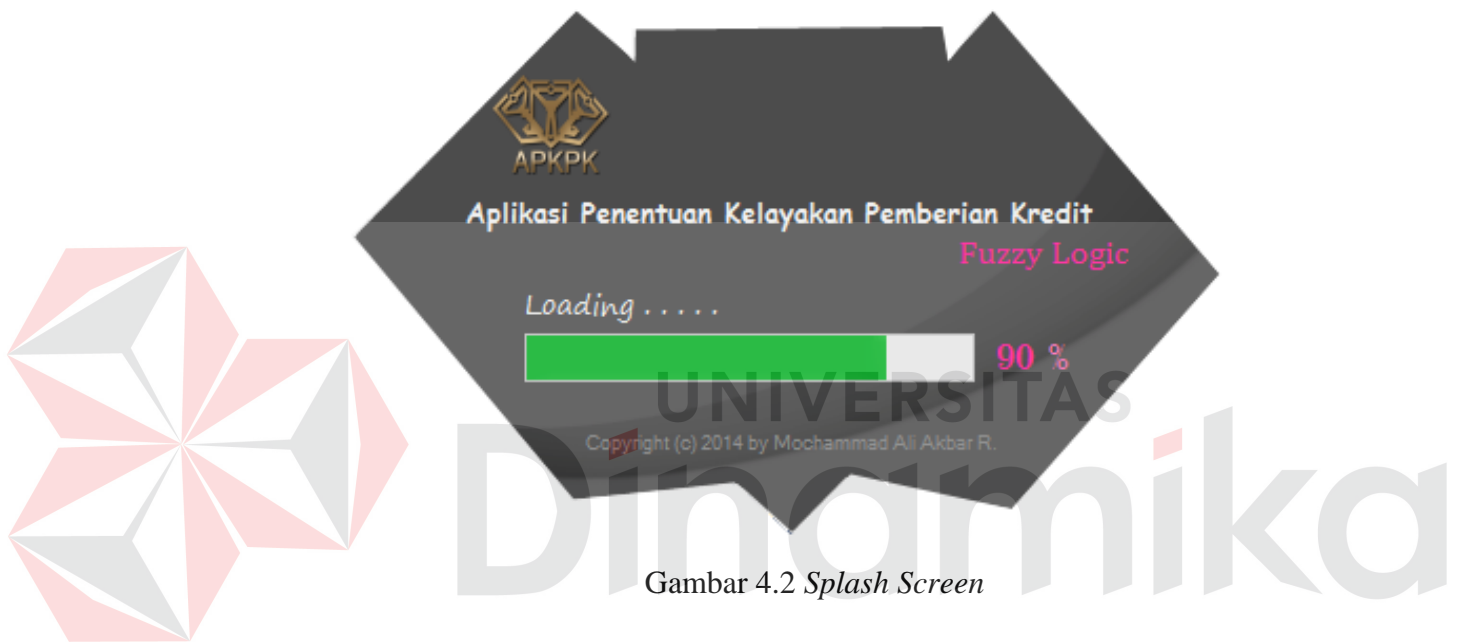 APKPK
Aplikasi Penentuan Kelayakan Pemberian Kredit
Fuzzy Logic
Loading . . . . .
90 %
UNIVERSITAS
Dinamika
Copyright (c) 2014 by Mochammad Ali Akbar R.
Gambar 4.2 Splash Screen